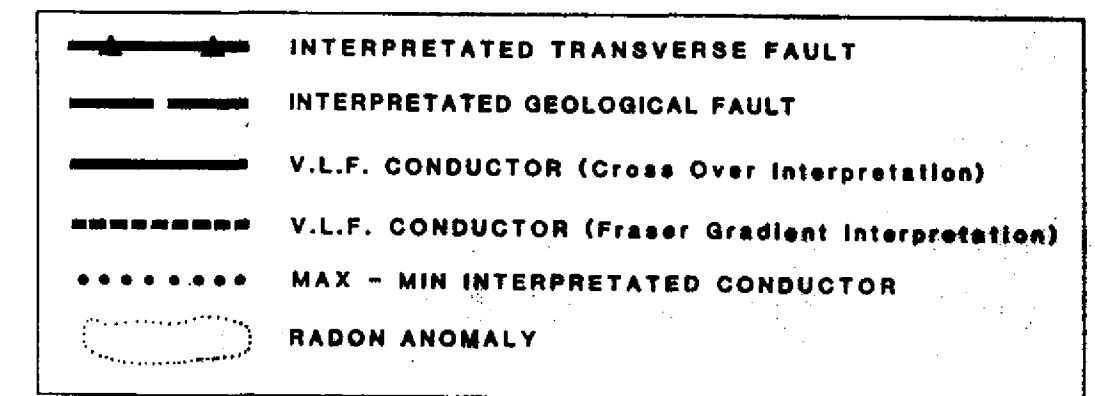 INTERPRETATED TRANSVERSE FAULT
INTERPRETATED GEOLOGICAL FAULT
V.L.F. CONDUCTOR (Cross Over Interpretation)
V.L.F. CONDUCTOR (Fraser Gradient Interpretation)
MAX - MIN INTERPRETATED CONDUCTOR
RADON ANOMALY